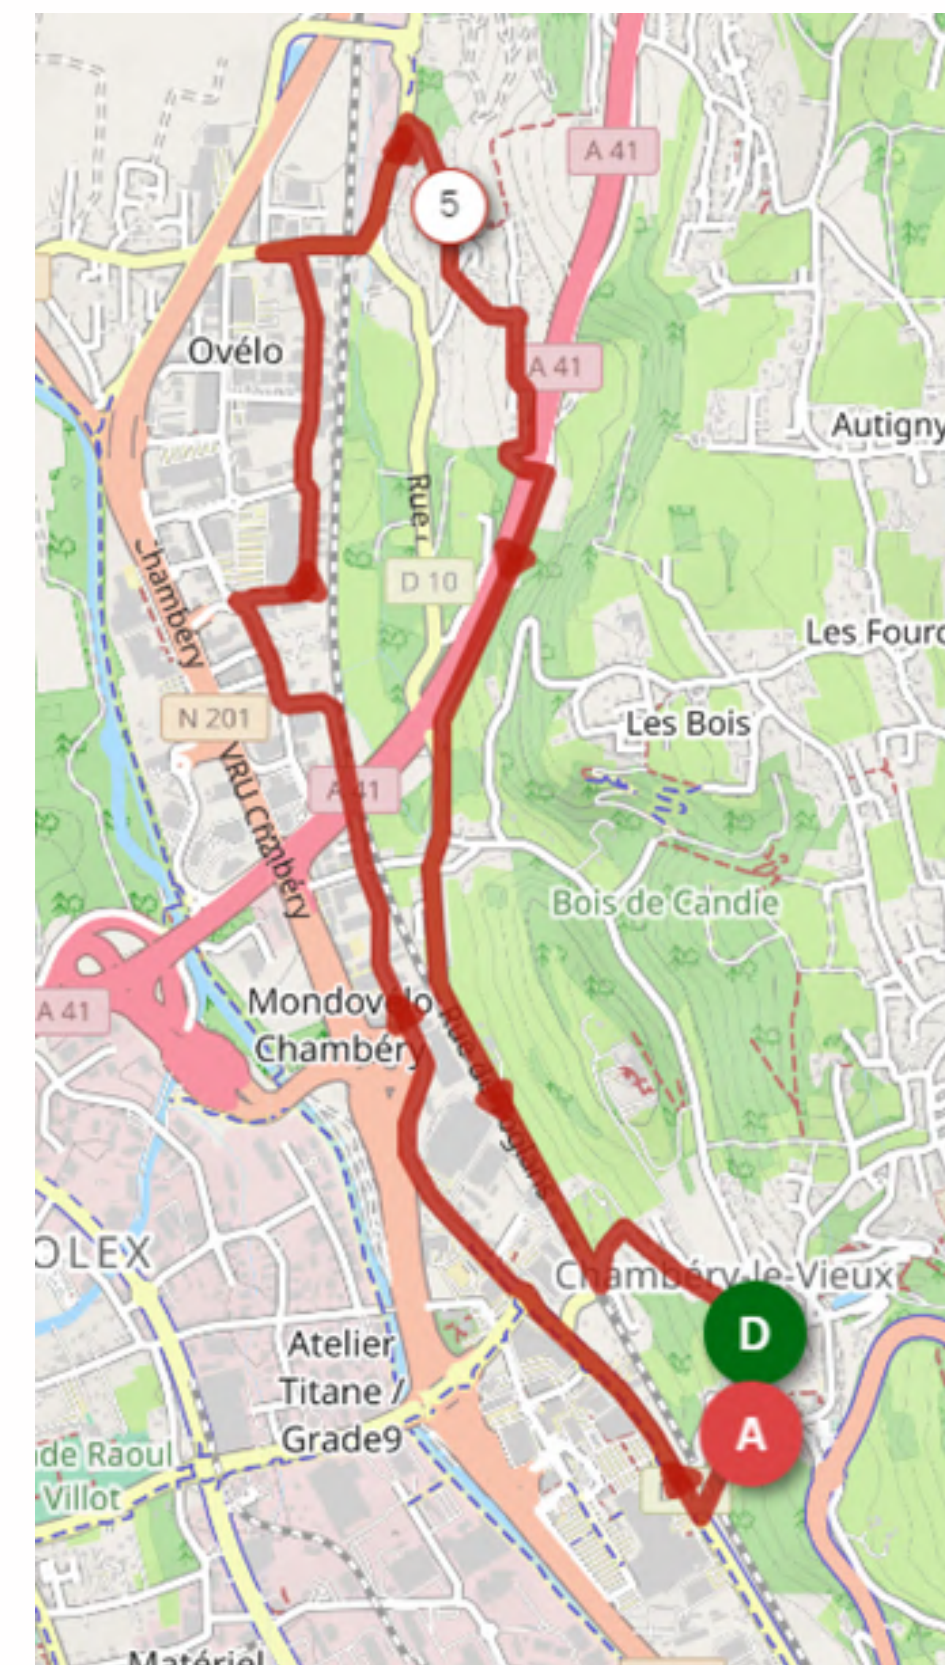 A 41
5
Ovélo
A 41
Autigny
Chambéry
D 10
Les Fourc
N 201
Les Bois
VRU Chambéry
A 41
Bois de Candie
A 41
Mondovélo
Chambéry
OLEX
Chambéry-le-Vieux
D
Atelier
Titane /
Grade9
A
de Raoul
Villot
Matériel